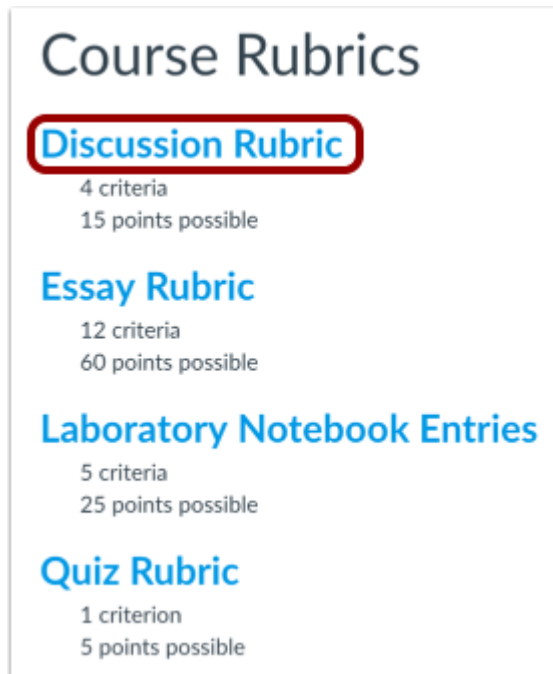 Course Rubrics
Discussion Rubric
4 criteria
15 points possible
Essay Rubric
12 criteria
60 points possible
Laboratory Notebook Entries
5 criteria
25 points possible
Quiz Rubric
1 criterion
5 points possible